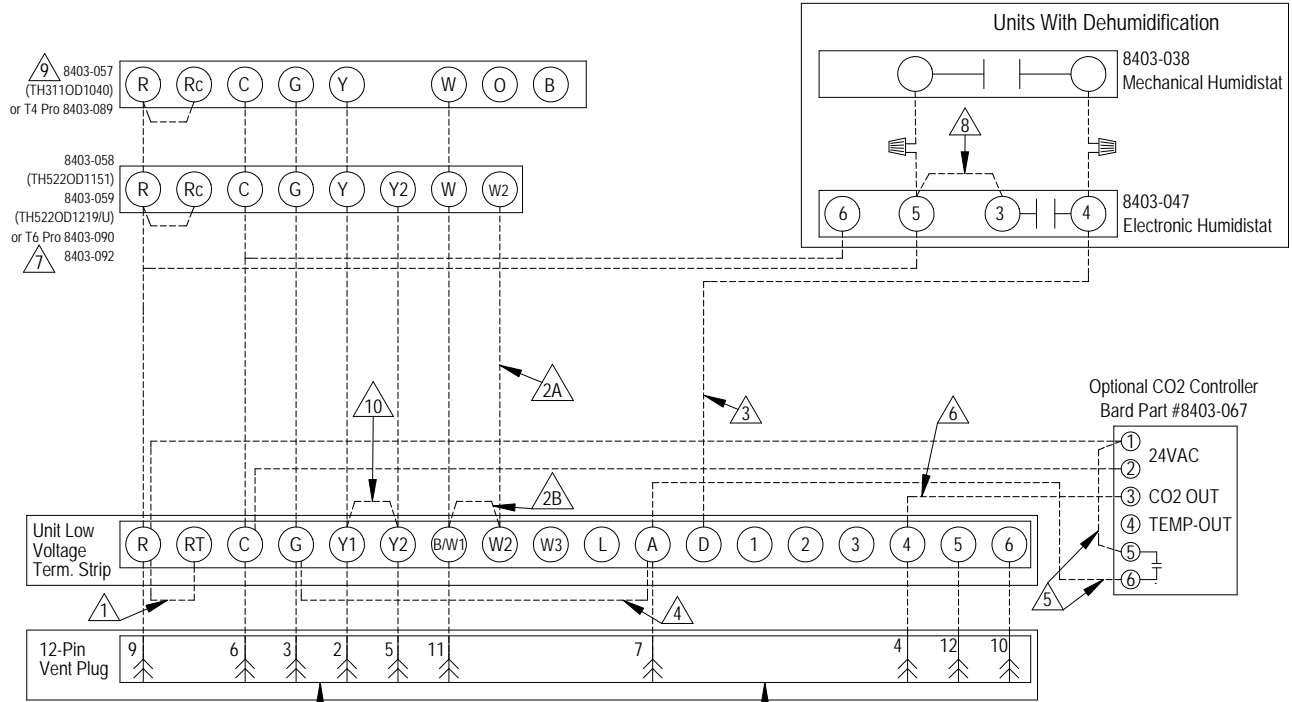 Units With Dehumidification
8403-038
Mechanical Humidistat
8
6 5 3 4
8403-047
Electronic Humidistat
9 8403-057
(TH311OD1040)
or T4 Pro 8403-089
R Rc C G Y W O B
8403-058
(TH522OD1151)
8403-059
(TH522OD1219/U)
or T6 Pro 8403-090
7 8403-092
R Rc C G Y Y2 W W2
2A
10
3
6
2B
Optional CO2 Controller
Bard Part #8403-067
1 24VAC
2
3 CO2 OUT
4 TEMP-OUT
5
6
5
Unit Low
Voltage
Term. Strip
R RT C G Y1 Y2 B/W1 W2 W3 L A D 1 2 3 4 5 6
1
4
12-Pin
Vent Plug
9 6 3 2 5 11 7 4 12 10